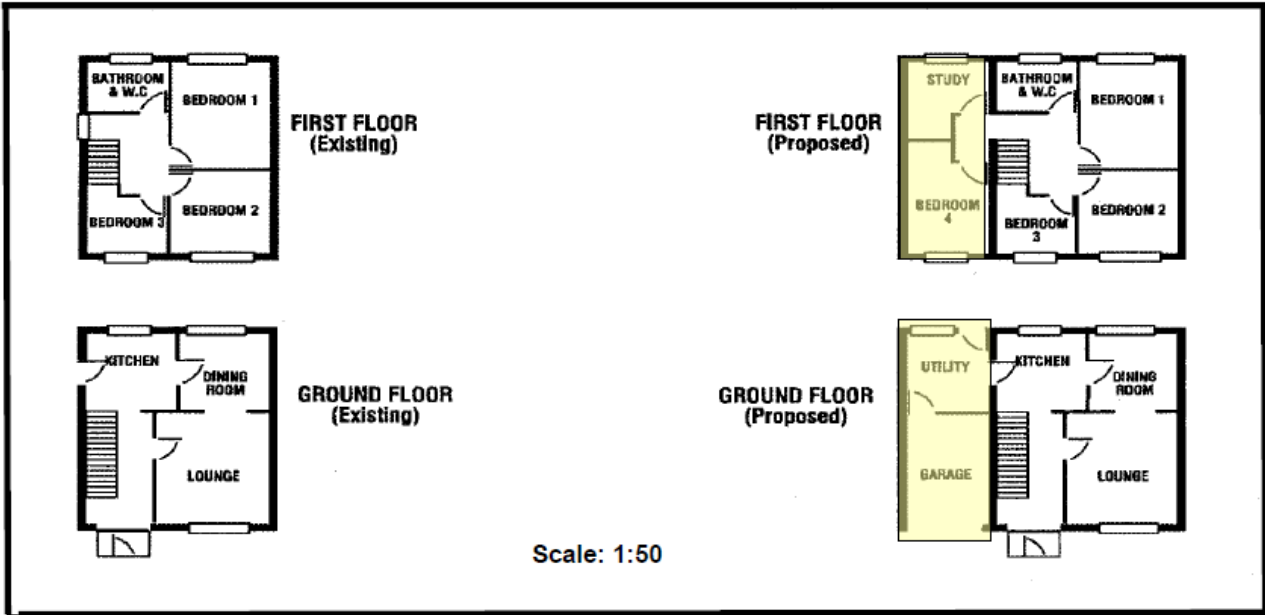 BATHROOM
& W.C
BEDROOM 1
FIRST FLOOR
(Existing)
BEDROOM 3
BEDROOM 2
FIRST FLOOR
(Proposed)
STUDY
BATHROOM
& W.C
BEDROOM 1
BEDROOM
4
BEDROOM
3
BEDROOM 2
KITCHEN
DINING
ROOM
GROUND FLOOR
(Existing)
LOUNGE
GROUND FLOOR
(Proposed)
UTILITY
KITCHEN
DINING
ROOM
GARAGE
LOUNGE
Scale: 1:50